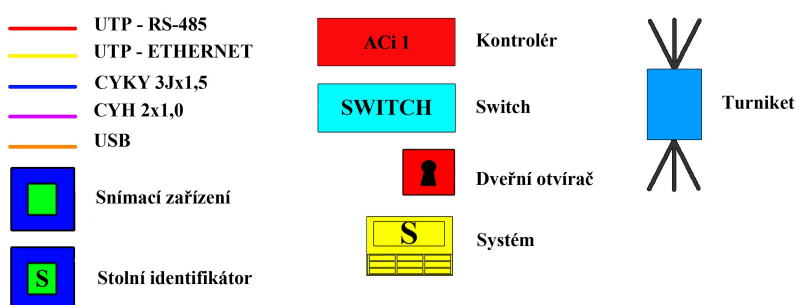 UTP - RS-485
UTP - ETHERNET
CYKY 3Jx1,5
CYH 2x1,0
USB
Snímací zařízení
S
Stolní identifikátor
ACi 1
Kontrolér
SWITCH
Switch
Dveřní otvírač
S
Systém
Turniket